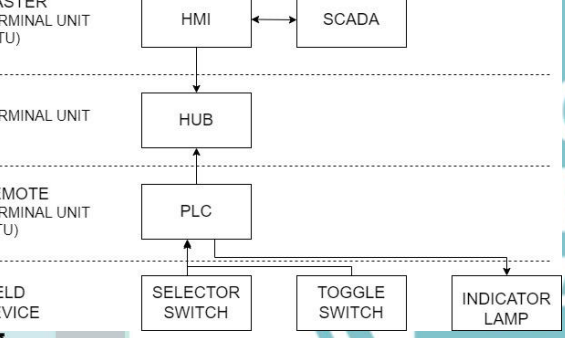 ASTER
RMINAL UNIT
TU)
HMI
SCADA
RMINAL UNIT
HUB
EMOTE
RMINAL UNIT
TU)
PLC
ELD
EVICE
SELECTOR
SWITCH
TOGGLE
SWITCH
INDICATOR
LAMP